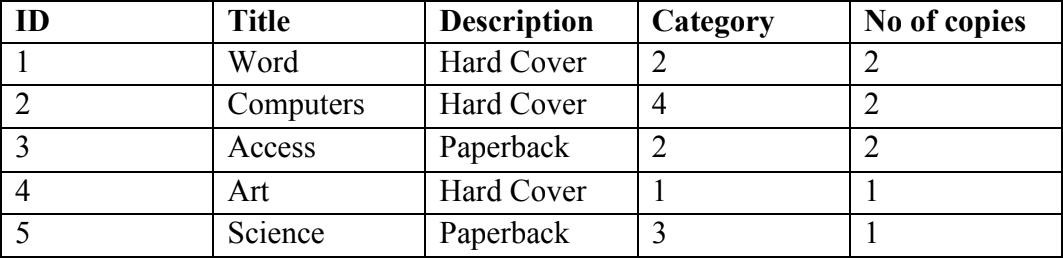 ID Title Description Category No of copies
1 Word Hard Cover 2 2
2 Computers Hard Cover 4 2
3 Access Paperback 2 2
4 Art Hard Cover 1 1
5 Science Paperback 3 1